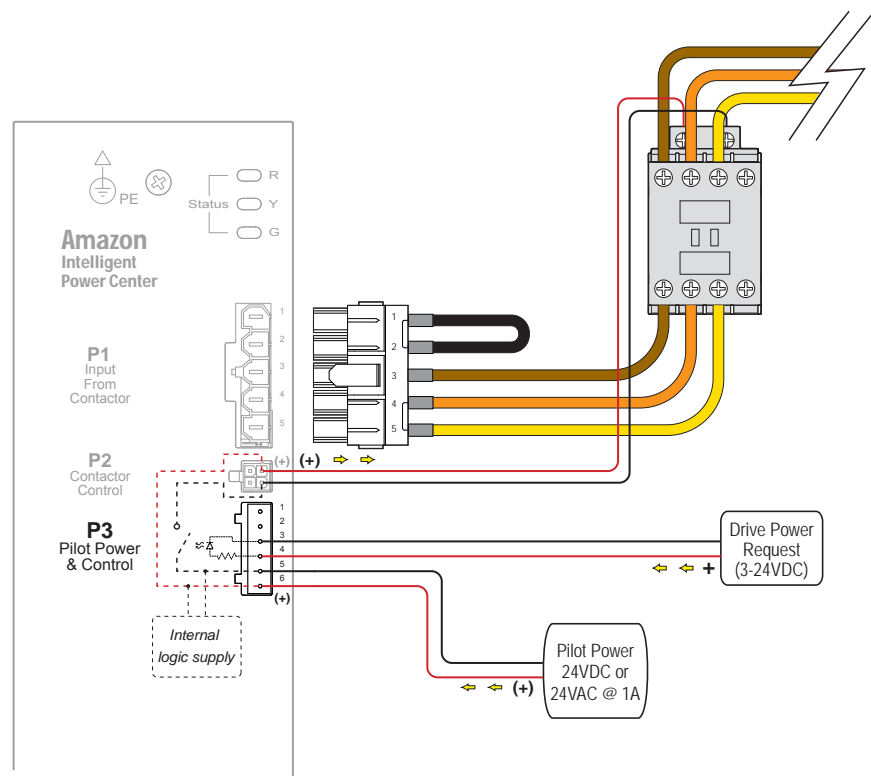 PE
Status
R
Y
G
Amazon
Intelligent
Power Center
P1
Input
From
Contactor
1
2
3
4
5
1
2
3
4
5
P2
Contactor
Control
(+)
(+)
P3
Pilot Power
& Control
1
2
3
4
5
6
(+)
Drive Power
Request
(3-24VDC)
+
Internal
logic supply
Pilot Power
24VDC or
24VAC @ 1A
(+)